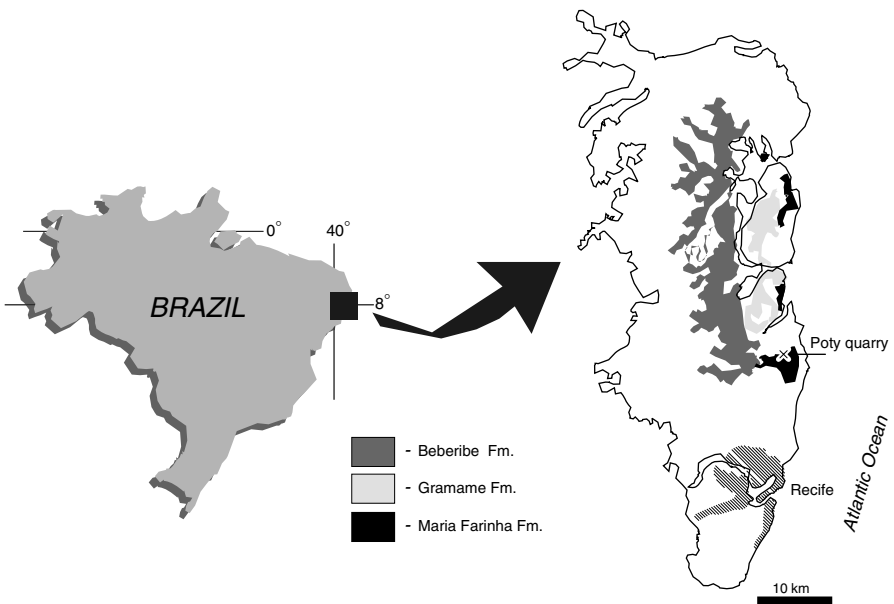 0°
40°
BRAZIL
8°
- Beberibe Fm.
- Gramame Fm.
- Maria Farinha Fm.
Poty quarry
Recife
Atlantic Ocean
10 km